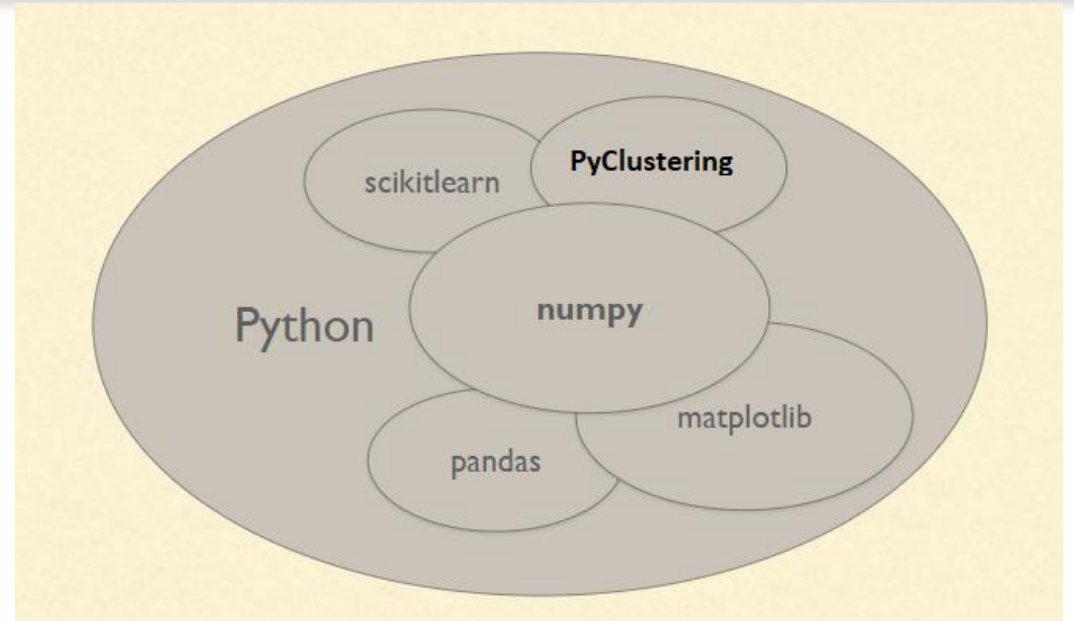 PyClustering
scikitlearn
numpy
Python
matplotlib
pandas